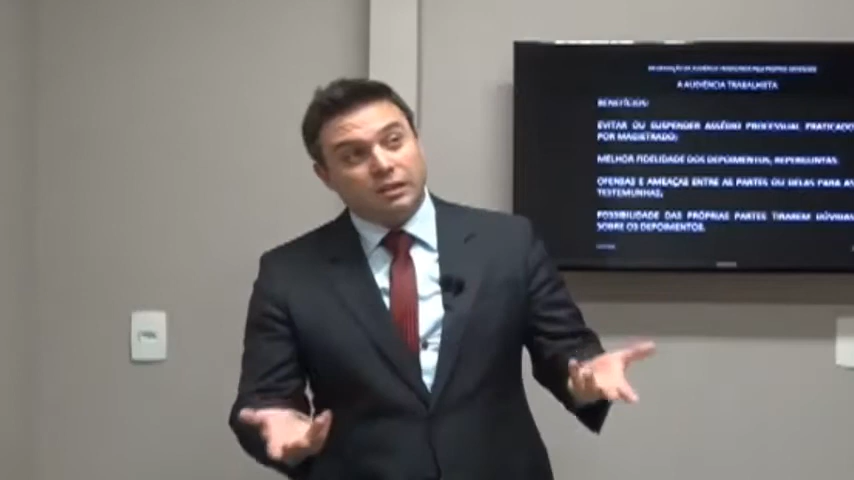 A AUDIÊNCIA TRABALHISTA
BENEFÍCIOS:
EVITAR OU SUSPENDER ASSÉDIO PROCESSUAL PRATICADO
POR MAGISTRADO;
MELHOR FIDELIDADE DOS DEPOIMENTOS, REPERGUNTAS.
OFENSAS E AMEAÇAS ENTRE AS PARTES OU DELAS PARA AS
TESTEMUNHAS;
POSSIBILIDADE DAS PRÓPRIAS PARTES TIRAREM DÚVIDAS
SOBRE OS DEPOIMENTOS.